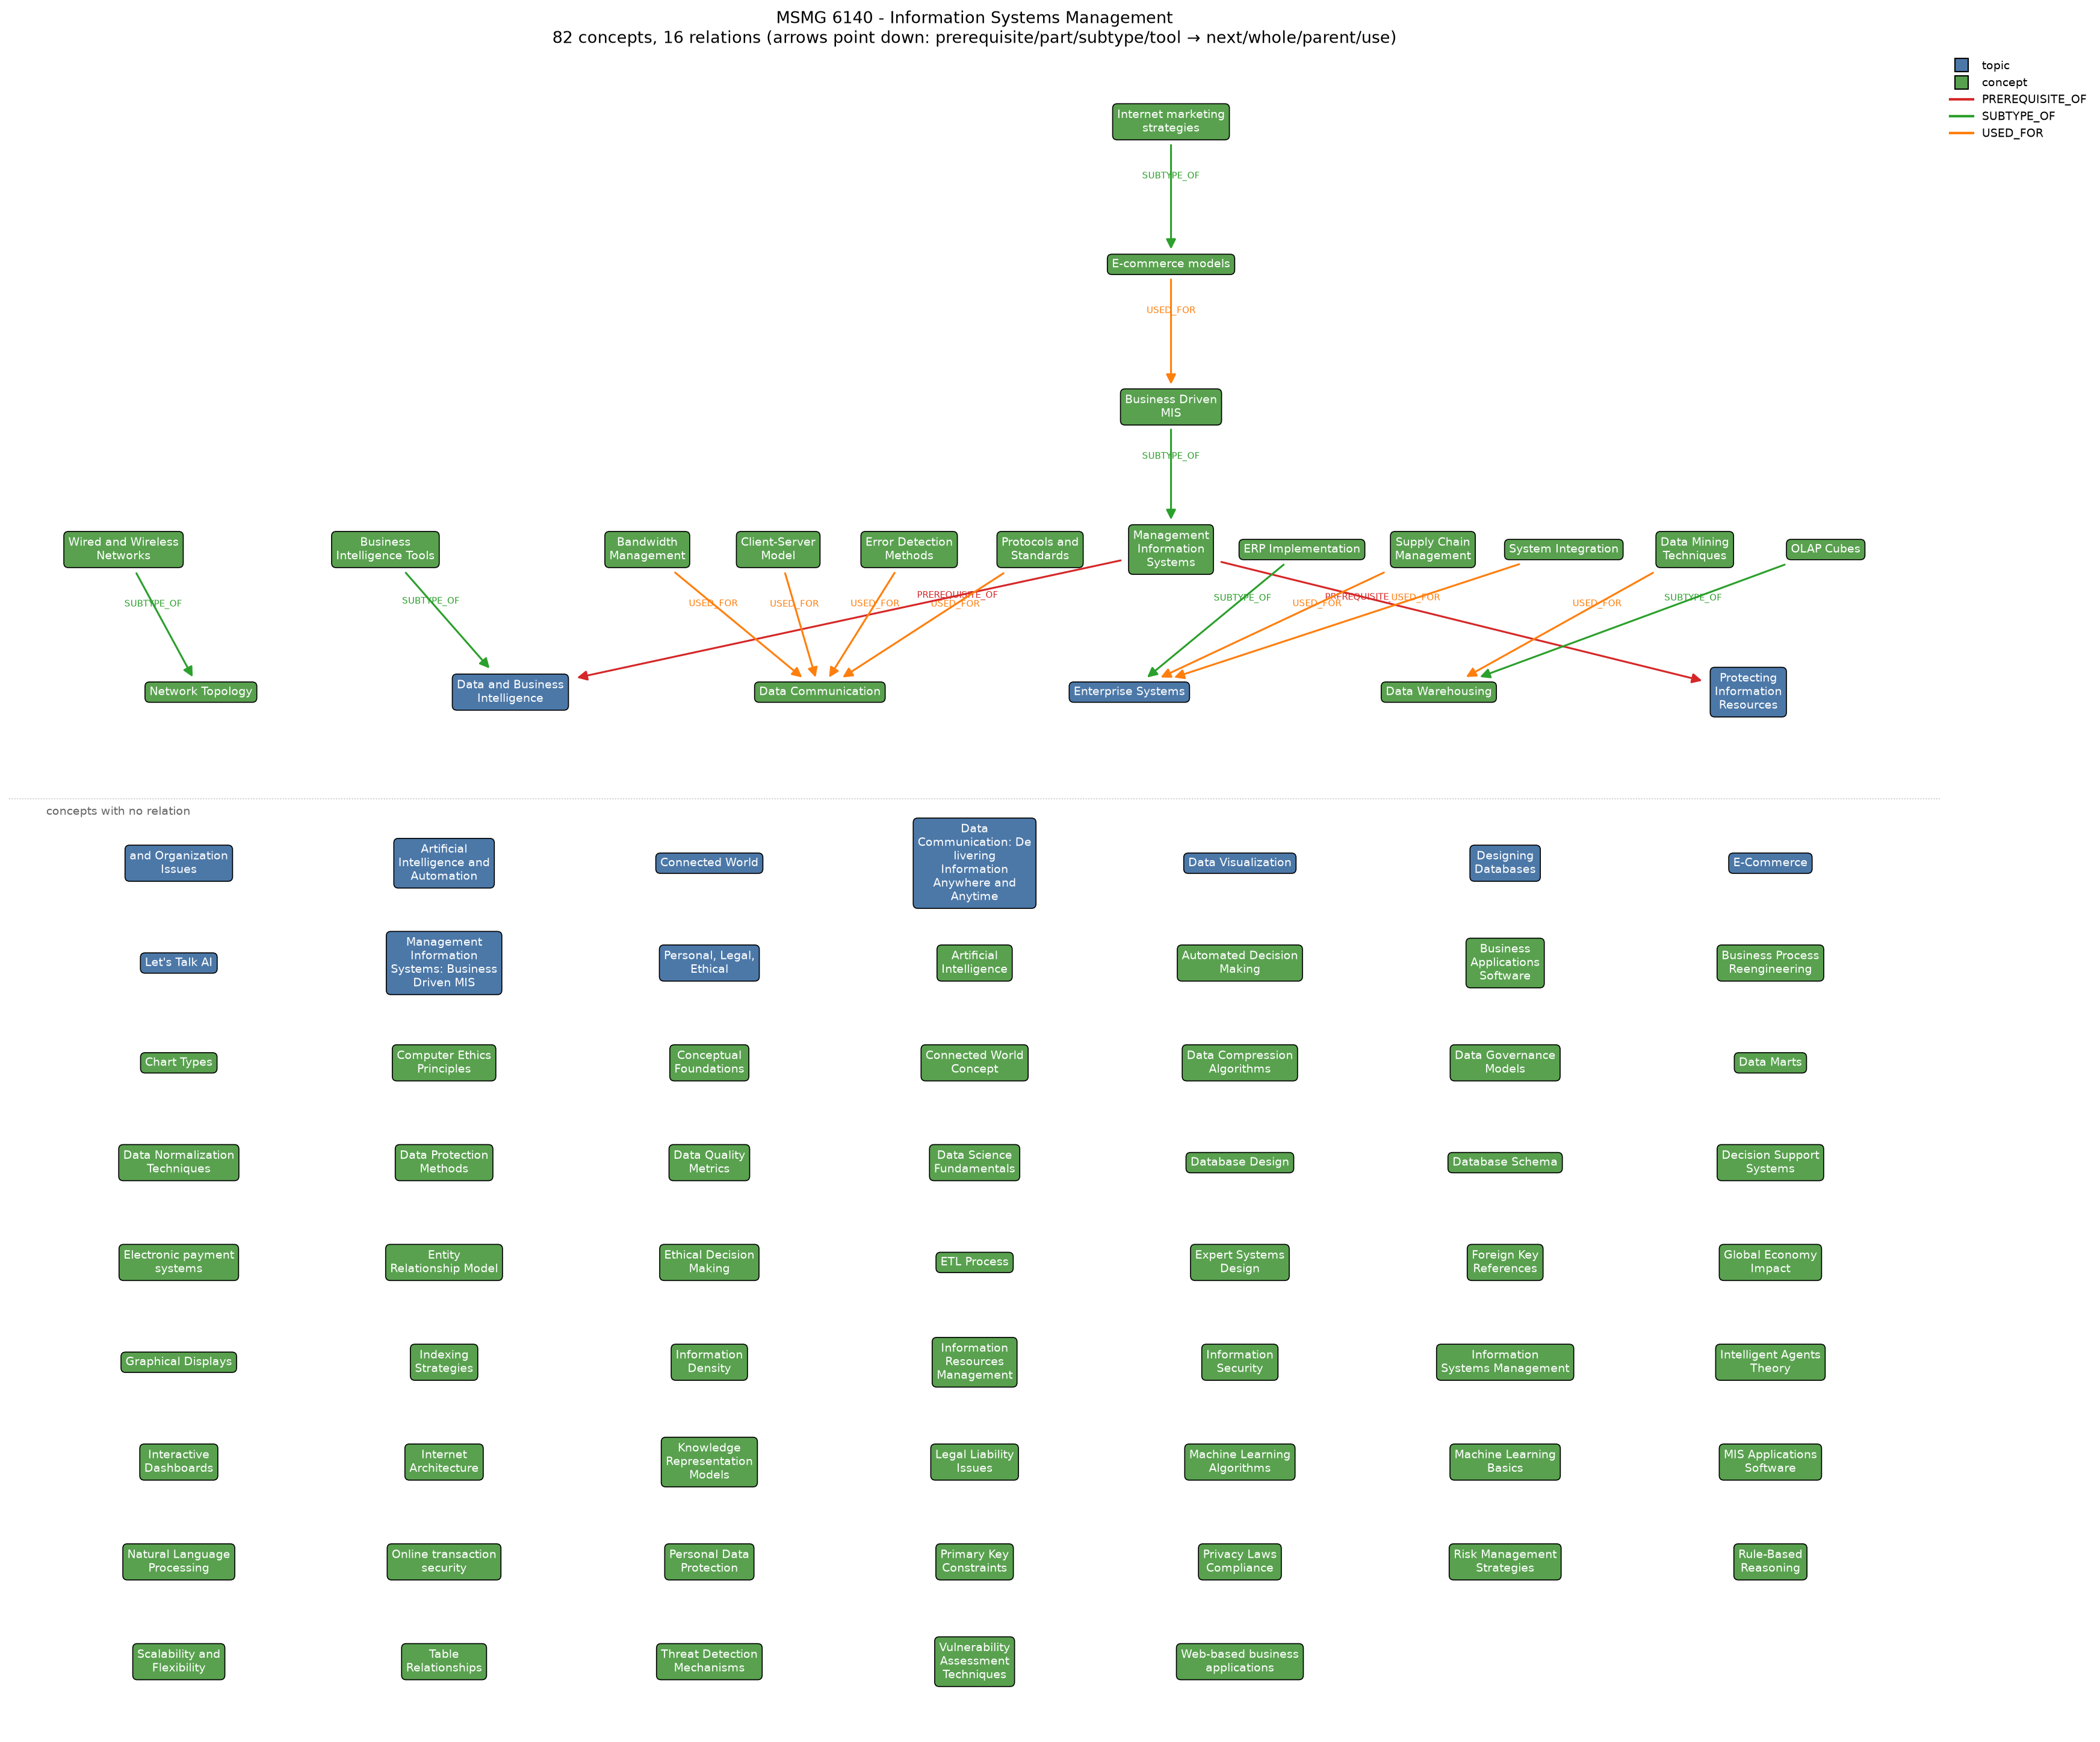 MSMG 6140 - Information Systems Management
82 concepts, 16 relations (arrows point down: prerequisite/part/subtype/tool → next/whole/parent/use)
topic
concept
PREREQUISITE_OF
SUBTYPE_OF
USED_FOR
Internet marketing
strategies
SUBTYPE_OF
E-commerce models
USED_FOR
Business Driven
MIS
SUBTYPE_OF
Wired and Wireless
Networks
Business
Intelligence Tools
Bandwidth
Management
Client-Server
Model
Error Detection
Methods
Protocols and
Standards
Management
Information
Systems
ERP Implementation
Supply Chain
Management
System Integration
Data Mining
Techniques
OLAP Cubes
SUBTYPE_OF
SUBTYPE_OF
USED_FOR
USED_FOR
USED_FOR
PREREQUISITE_OF
USED_FOR
SUBTYPE_OF
USED_FOR
PREREQUISITE
USED_FOR
USED_FOR
SUBTYPE_OF
Network Topology
Data and Business
Intelligence
Data Communication
Enterprise Systems
Data Warehousing
Protecting
Information
Resources
concepts with no relation
and Organization
Issues
Artificial
Intelligence and
Automation
Connected World
Data
Communication: De
livering
Information
Anywhere and
Anytime
Data Visualization
Designing
Databases
E-Commerce
Let's Talk AI
Management
Information
Systems: Business
Driven MIS
Personal, Legal,
Ethical
Artificial
Intelligence
Automated Decision
Making
Business
Applications
Software
Business Process
Reengineering
Chart Types
Computer Ethics
Principles
Conceptual
Foundations
Connected World
Concept
Data Compression
Algorithms
Data Governance
Models
Data Marts
Data Normalization
Techniques
Data Protection
Methods
Data Quality
Metrics
Data Science
Fundamentals
Database Design
Database Schema
Decision Support
Systems
Electronic payment
systems
Entity
Relationship Model
Ethical Decision
Making
ETL Process
Expert Systems
Design
Foreign Key
References
Global Economy
Impact
Graphical Displays
Indexing
Strategies
Information
Density
Information
Resources
Management
Information
Security
Information
Systems Management
Intelligent Agents
Theory
Interactive
Dashboards
Internet
Architecture
Knowledge
Representation
Models
Legal Liability
Issues
Machine Learning
Algorithms
Machine Learning
Basics
MIS Applications
Software
Natural Language
Processing
Online transaction
security
Personal Data
Protection
Primary Key
Constraints
Privacy Laws
Compliance
Risk Management
Strategies
Rule-Based
Reasoning
Scalability and
Flexibility
Table
Relationships
Threat Detection
Mechanisms
Vulnerability
Assessment
Techniques
Web-based business
applications